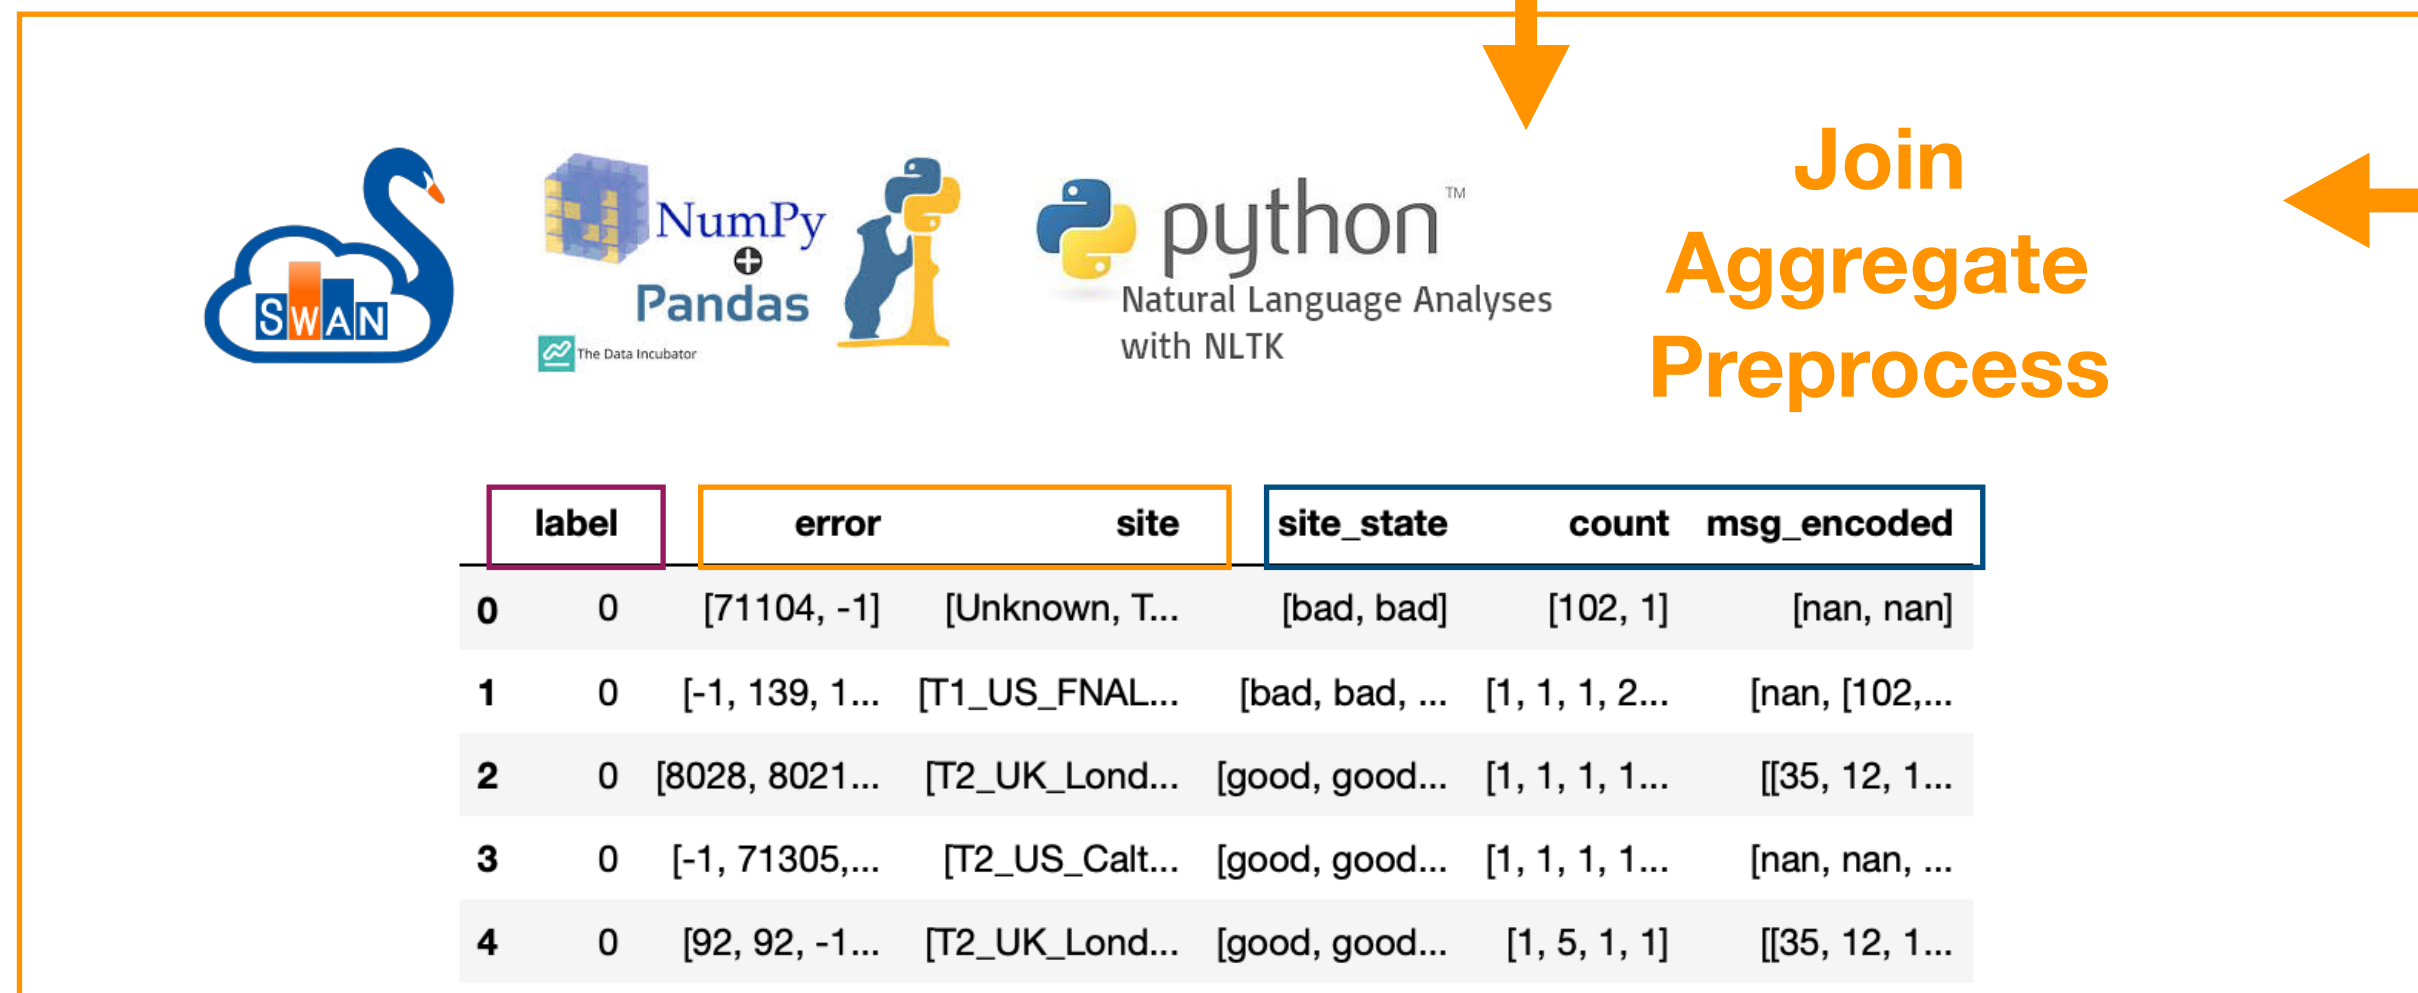 SWAN
NumPy
+
Pandas
The Data Incubator
python™
Natural Language Analyses
with NLTK
Join
Aggregate
Preprocess
label error site site_state count msg_encoded
0 0 [71104, -1] [Unknown, T... [bad, bad] [102, 1] [nan, nan]
1 0 [-1, 139, 1... [T1_US_FNAL... [bad, bad, ... [1, 1, 1, 2... [nan, [102,...
2 0 [8028, 8021... [T2_UK_Lond... [good, good... [1, 1, 1, 1... [[35, 12, 1...
3 0 [-1, 71305,... [T2_US_Calt... [good, good... [1, 1, 1, 1... [nan, nan, ...
4 0 [92, 92, -1... [T2_UK_Lond... [good, good... [1, 5, 1, 1] [[35, 12, 1...